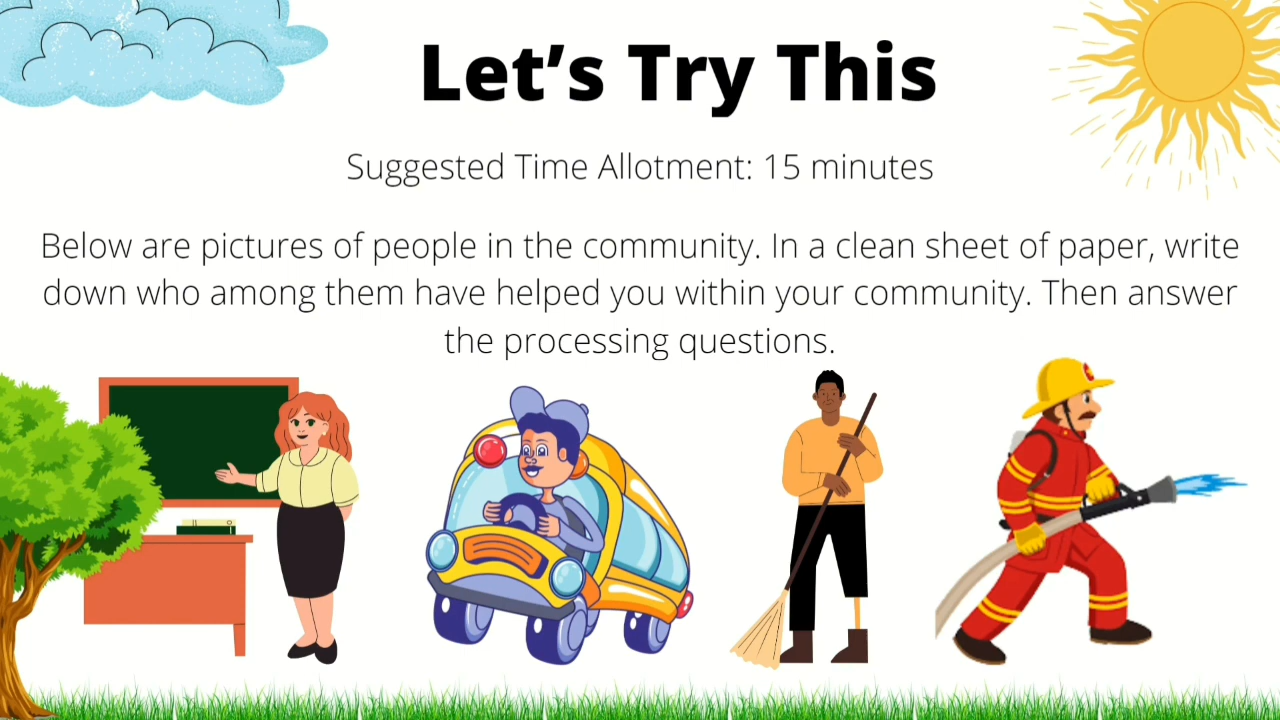 Let’s Try This
Suggested Time Allotment: 15 minutes
Below are pictures of people in the community. In a clean sheet of paper, write
down who among them have helped you within your community. Then answer
the processing questions.